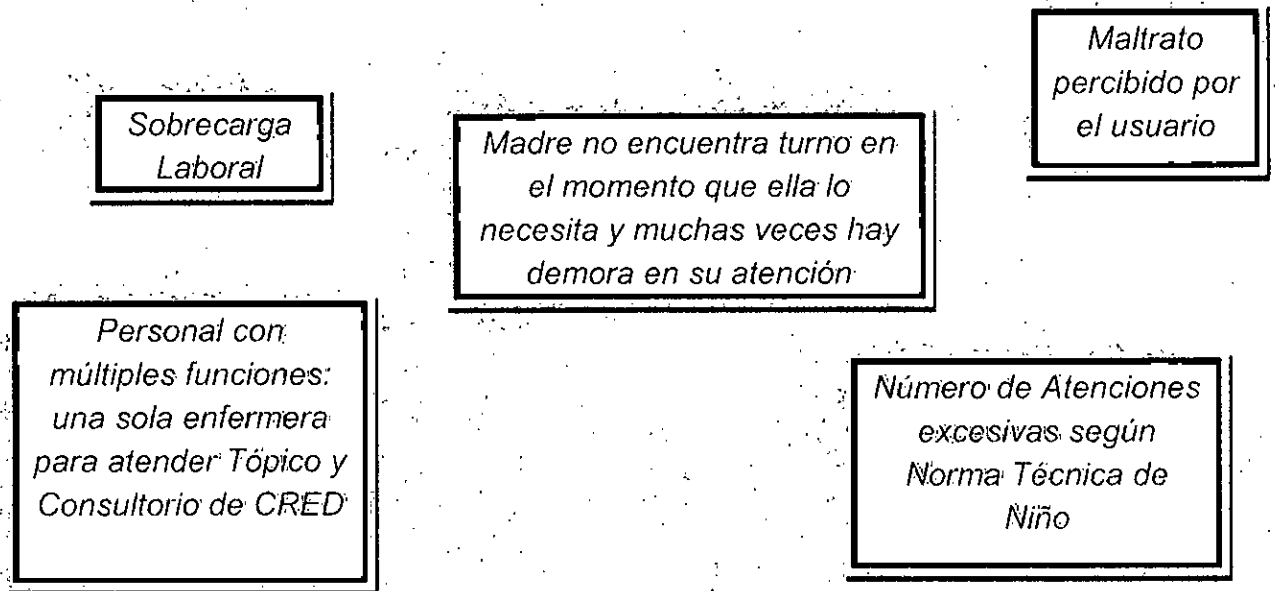 Maltrato
percibido por
el usuario
Sobrecarga
Laboral
Madre no encuentra turno en
el momento que ella lo
necesita y muchas veces hay
demora en su atención
Personal con
múltiples funciones:
una sola enfermera
para atender Tópico y
Consultorio de CRED
Número de Atenciones
excesivas según
Norma Técnica de
Niño